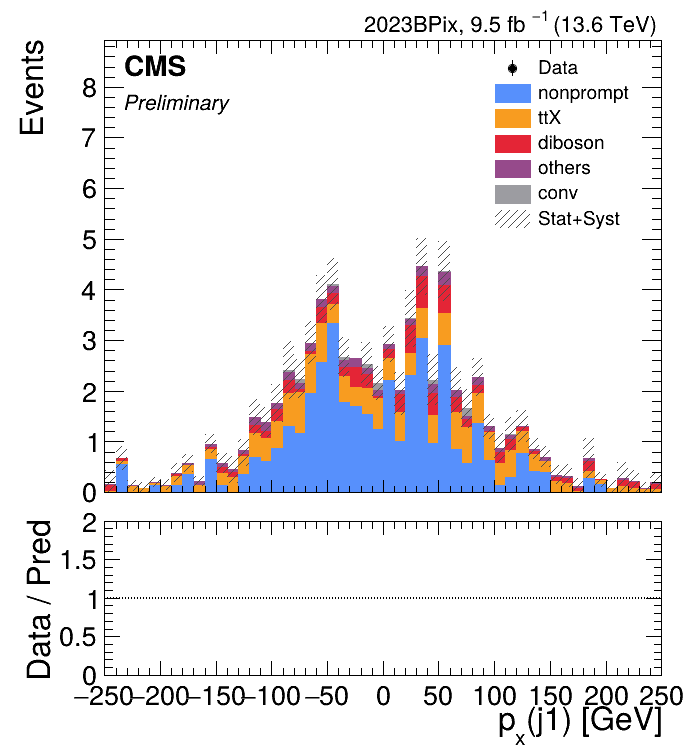 2023BPix, 9.5 fb⁻¹ (13.6 TeV)
CMS
Preliminary
Data
nonprompt
ttX
diboson
others
conv
Stat+Syst
Events
8
7
6
5
4
3
2
1
0
Data / Pred
2
1.5
1
0.5
0
−250 −200 −150 −100 −50 0 50 100 150 200 250
pₓ(j1) [GeV]